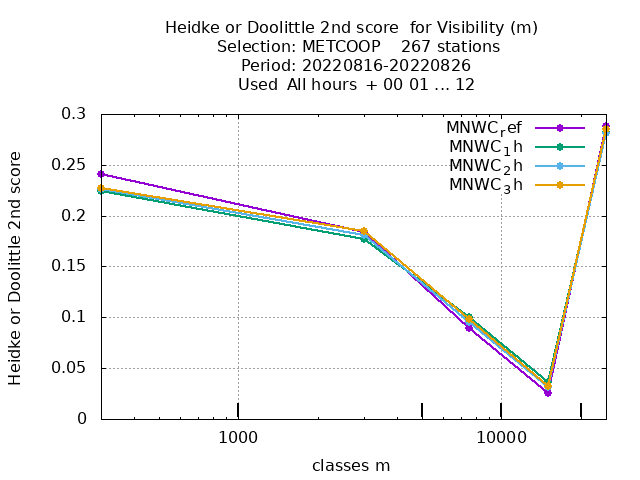 Heidke or Doolittle 2nd score  for Visibility (m)
Selection: METCOOP    267 stations
Period: 20220816-20220826
Used  All hours  + 00 01 ... 12
0.3
0.25
0.2
0.15
0.1
0.05
0
Heidke or Doolittle 2nd score
MNWC_ref
MNWC_1h
MNWC_2h
MNWC_3h
1000
10000
classes m